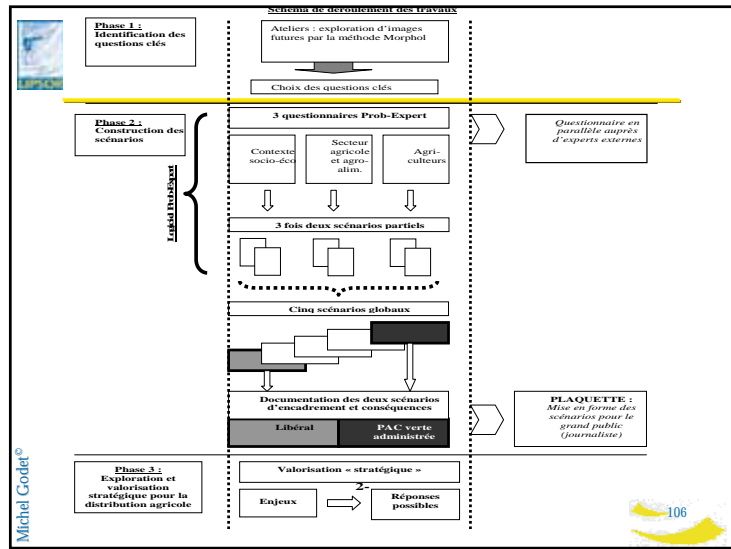 Schéma de déroulement des travaux
Phase 1 :
Identification des
questions clés
Ateliers : exploration d'images
futures par la méthode Morphol
Choix des questions clés
Phase 2 :
Construction des
scénarios
3 questionnaires Prob-Expert
Questionnaire en
parallèle auprès
d'experts externes
Contexte
socio-éco
Secteur
agricole
et agro-
alim.
Agri-
culteurs
Logiciel Prob-Expert
3 fois deux scénarios partiels
Cinq scénarios globaux
Documentation des deux scénarios
d'encadrement et conséquences
Libéral
PAC verte
administrée
PLAQUETTE :
Mise en forme des
scénarios pour le
grand public
(journaliste)
Phase 3 :
Exploration et
valorisation
stratégique pour la
distribution agricole
Valorisation « stratégique »
2-
Enjeux
Réponses
possibles
Michel Godet©
106